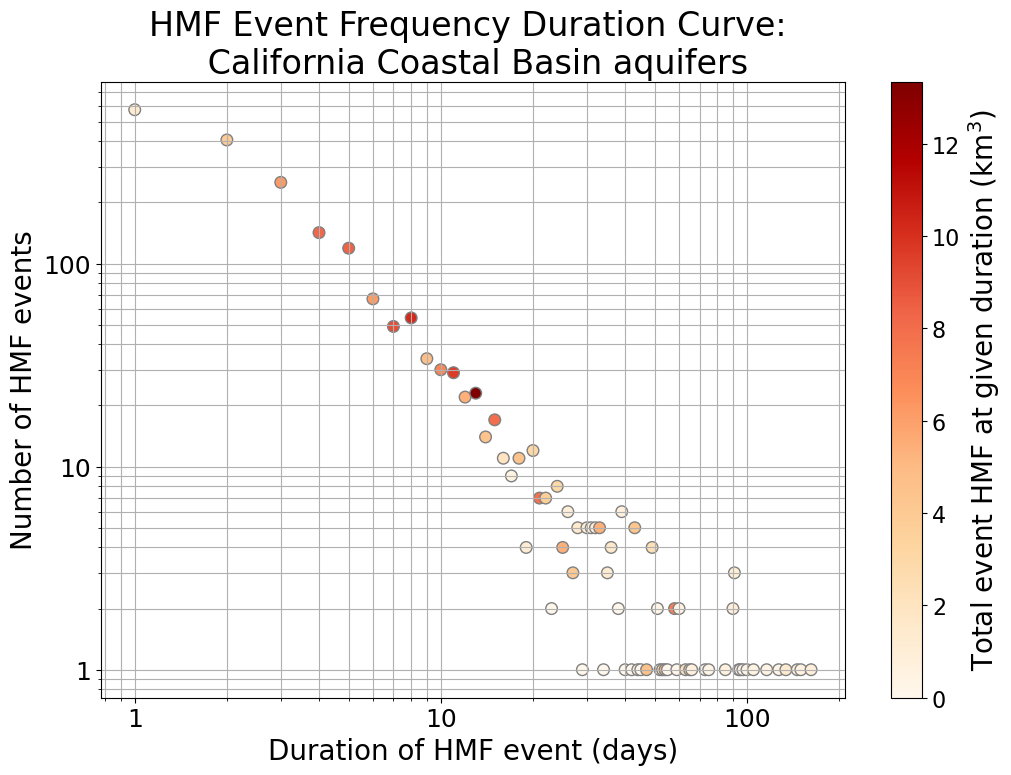 HMF Event Frequency Duration Curve:
California Coastal Basin aquifers
Number of HMF events
100
10
1
1
10
100
Duration of HMF event (days)
12
10
8
6
4
2
0
Total event HMF at given duration (km³)